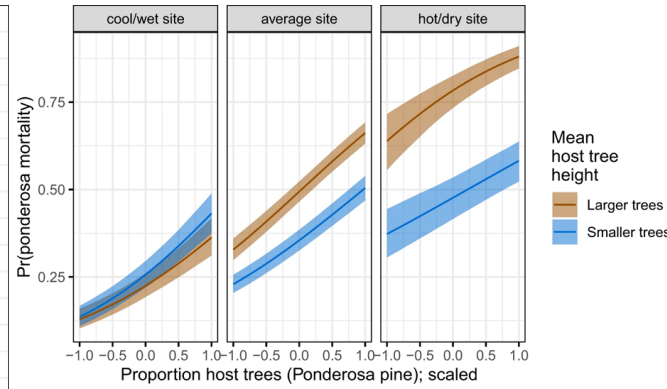 cool/wet site
average site
hot/dry site
Pr(ponderosa mortality)
0.75
0.50
0.25
−1.0 −0.5 0.0 0.5 1.0 −1.0 −0.5 0.0 0.5 1.0 −1.0 −0.5 0.0 0.5 1.0
Proportion host trees (Ponderosa pine); scaled
Mean
host tree
height
Larger trees
Smaller trees